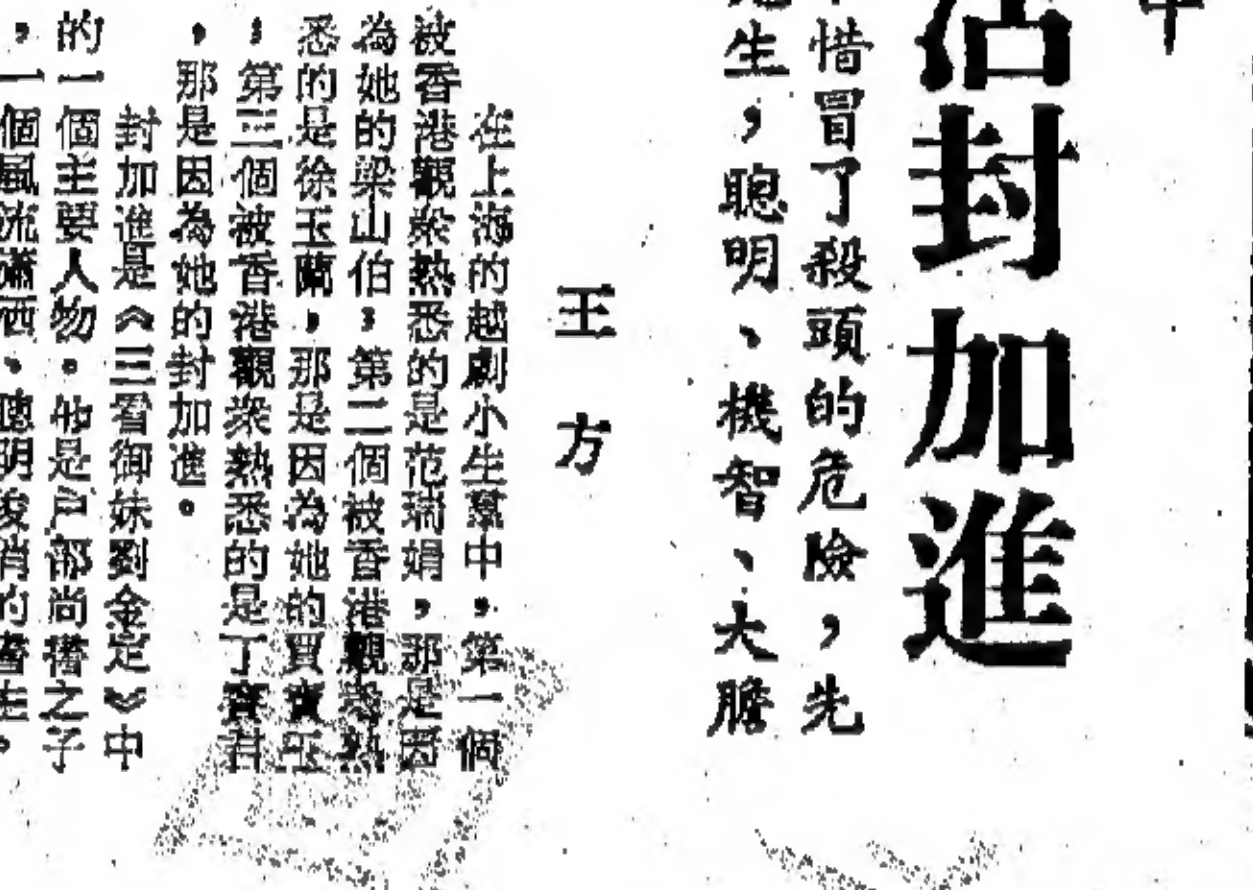 中
活封加進
惜冒了殺頭的危險，先
生，聰明、機智、大膽
王方
在上海的越劇小生羣中，第一個
被香港觀衆熱悉的是范瑞娟，那是因
為她的梁山伯，第二個被香港觀衆熱
悉的是徐玉蘭，那是因為她的賈寶玉
，第三個被香港觀衆熱悉的是丁賽君
，那是因為她的封加進。
封加進是《三看御妹劉金定》中
的一個主要人物。他是户部尚書之子
，一個風流瀟洒、聰明俊俏的書生。